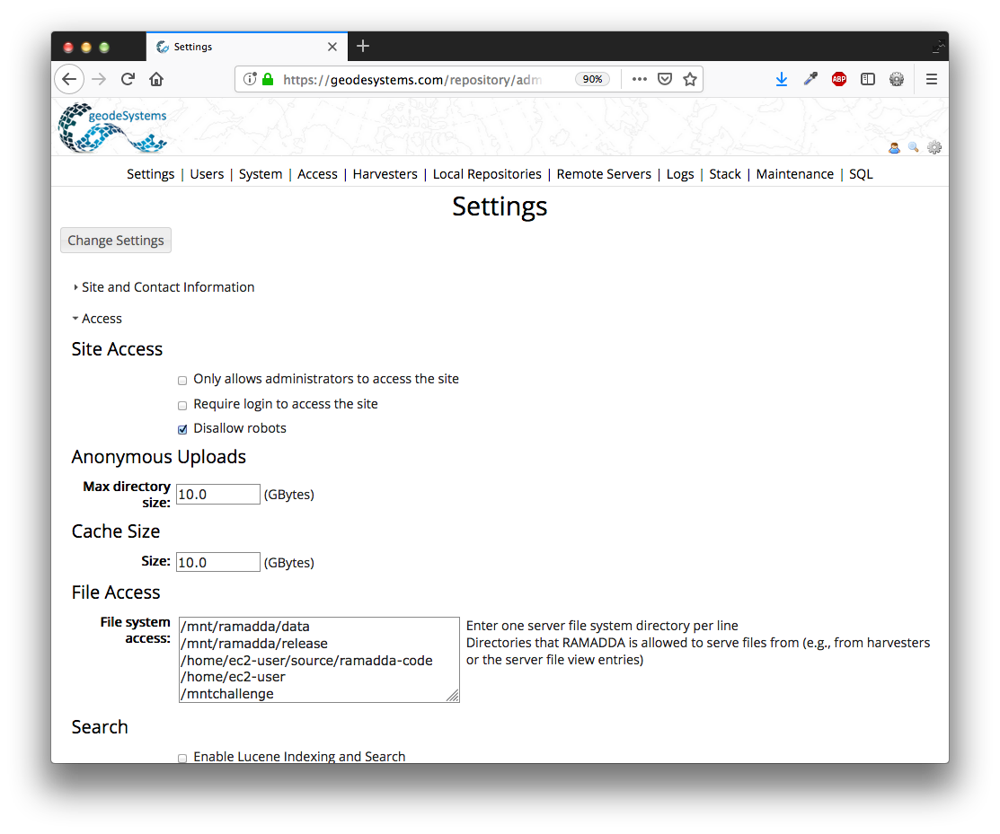 Settings
https://geodesystems.com/repository/adm
90%
ABP
geodeSystems
Settings | Users | System | Access | Harvesters | Local Repositories | Remote Servers | Logs | Stack | Maintenance | SQL
Settings
Change Settings
Site and Contact Information
Access
Site Access
Only allows administrators to access the site
Require login to access the site
Disallow robots
Anonymous Uploads
Max directory
size:
10.0 (GBytes)
Cache Size
Size: 10.0 (GBytes)
File Access
File system
access:
/mnt/ramadda/data
/mnt/ramadda/release
/home/ec2-user/source/ramadda-code
/home/ec2-user
/mntchallenge
Enter one server file system directory per line
Directories that RAMADDA is allowed to serve files from (e.g., from harvesters
or the server file view entries)
Search
Enable Lucene Indexing and Search